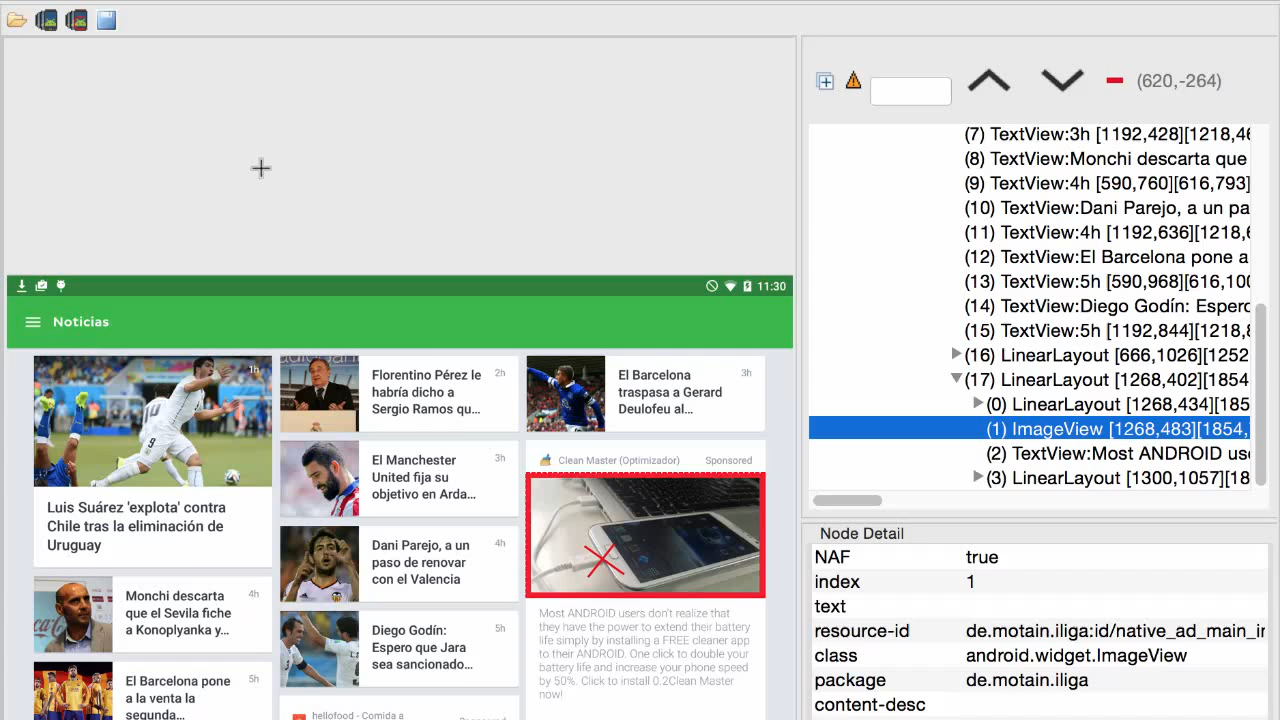 (620,-264)
(7) TextView:3h [1192,428][1218,46
(8) TextView:Monchi descarta que
(9) TextView:4h [590,760][616,793]
(10) TextView:Dani Parejo, a un pa
(11) TextView:4h [1192,636][1218,6
(12) TextView:El Barcelona pone a
(13) TextView:5h [590,968][616,100
(14) TextView:Diego Godín: Espero
(15) TextView:5h [1192,844][1218,8
(16) LinearLayout [666,1026][1252
(17) LinearLayout [1268,402][1854
(0) LinearLayout [1268,434][185
(1) ImageView [1268,483][1854,
(2) TextView:Most ANDROID use
(3) LinearLayout [1300,1057][18
Node Detail
NAF true
index 1
text
resource-id de.motain.iliga:id/native_ad_main_i
class android.widget.ImageView
package de.motain.iliga
content-desc
11:30
Noticias
1h
Luis Suárez 'explota' contra
Chile tras la eliminación de
Uruguay
Monchi descarta 4h
que el Sevilla fiche
a Konoplyanka y...
El Barcelona pone 5h
a la venta la
segunda...
Florentino Pérez le 2h
habría dicho a
Sergio Ramos qu...
El Manchester 3h
United fija su
objetivo en Arda...
Dani Parejo, a un 4h
paso de renovar
con el Valencia
Diego Godín: 5h
Espero que Jara
sea sancionado...
hellofood - Comida a Sponsored
El Barcelona 3h
traspasa a Gerard
Deulofeu al...
Clean Master (Optimizador) Sponsored
Most ANDROID users don't realize that
they have the power to extend their battery
life simply by installing a FREE cleaner app
to their ANDROID. One click to double your
battery life and increase your phone speed
by 50%. Click to install 0.2Clean Master
now!